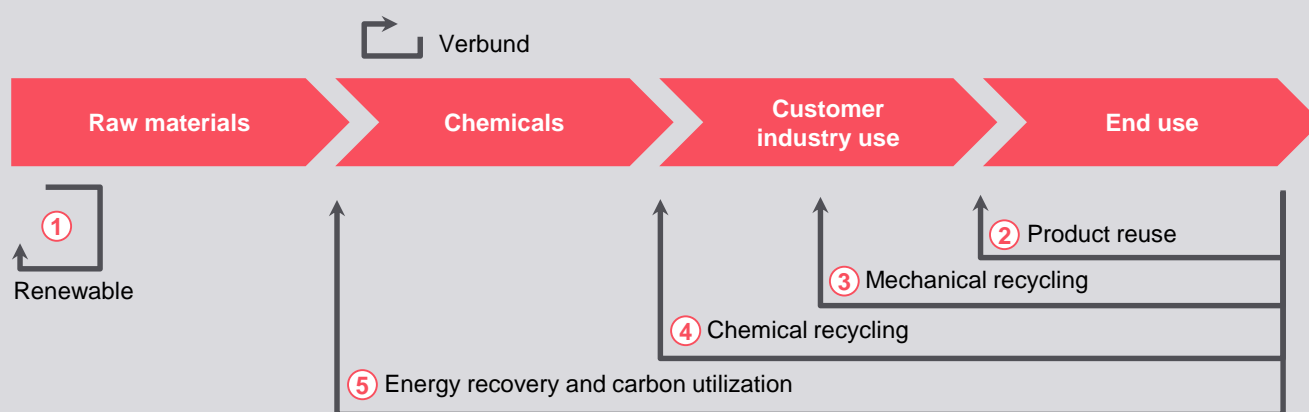 Verbund
Raw materials
Chemicals
Customer
industry use
End use
1
Renewable
2 Product reuse
3 Mechanical recycling
4 Chemical recycling
5 Energy recovery and carbon utilization